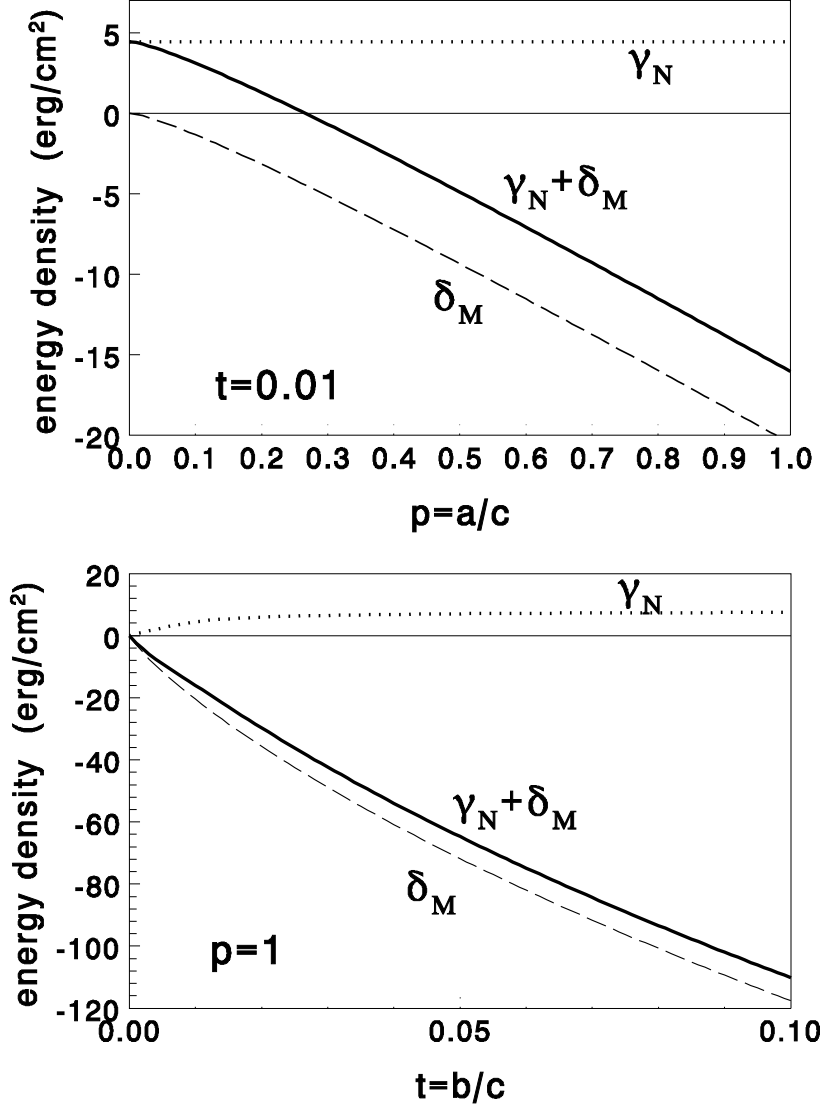 energy density (erg/cm²)
5
0
-5
-10
-15
-20
γN
γN+δM
δM
t=0.01
0.0 0.1 0.2 0.3 0.4 0.5 0.6 0.7 0.8 0.9 1.0
p=a/c
energy density (erg/cm²)
20
0
-20
-40
-60
-80
-100
-120
γN
γN+δM
δM
p=1
0.00 0.05 0.10
t=b/c